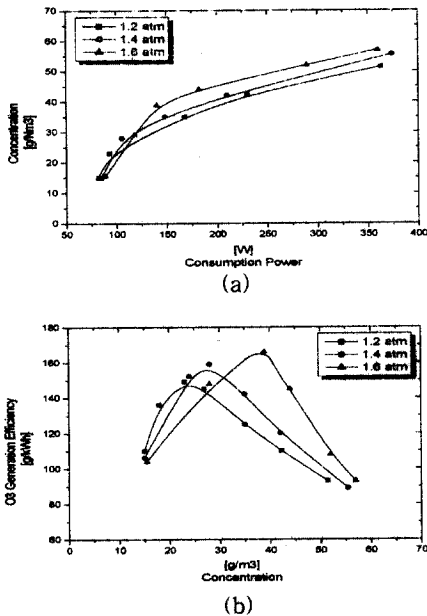 1.2 atm
1.4 atm
1.6 atm
60
50
40
30
20
10
0
Concentration
[g/Nm3]
50
100
150
200
250
300
350
400
[W]
Consumption Power
(a)
1.2 atm
1.4 atm
1.6 atm
180
160
140
120
100
80
60
O3 Generation Efficiency
[g/kWh]
0
10
20
30
40
50
60
70
[g/m3]
Concentration
(b)